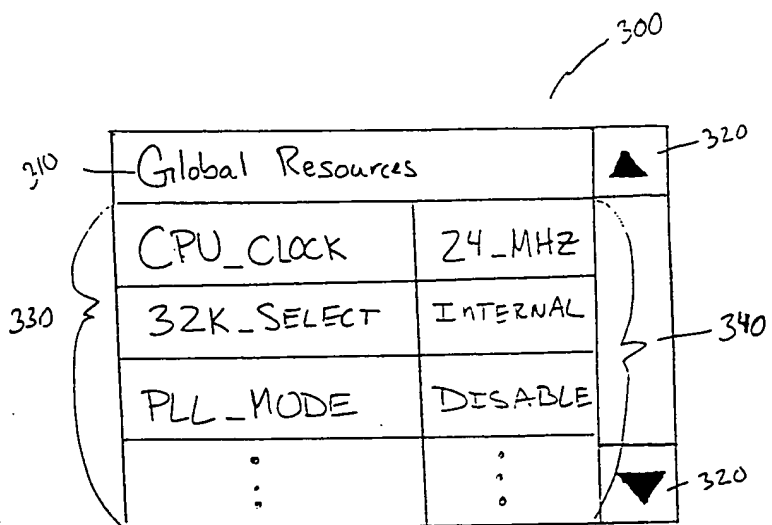 300
310 Global Resources 320
CPU_CLOCK 24_MHZ
32K_SELECT INTERNAL
330 340
PLL_MODE DISABLE
320